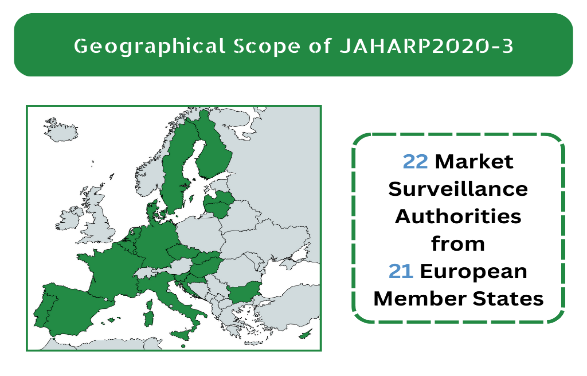 Geographical Scope of JAHARP2020-3
22 Market
Surveillance
Authorities
from
21 European
Member States